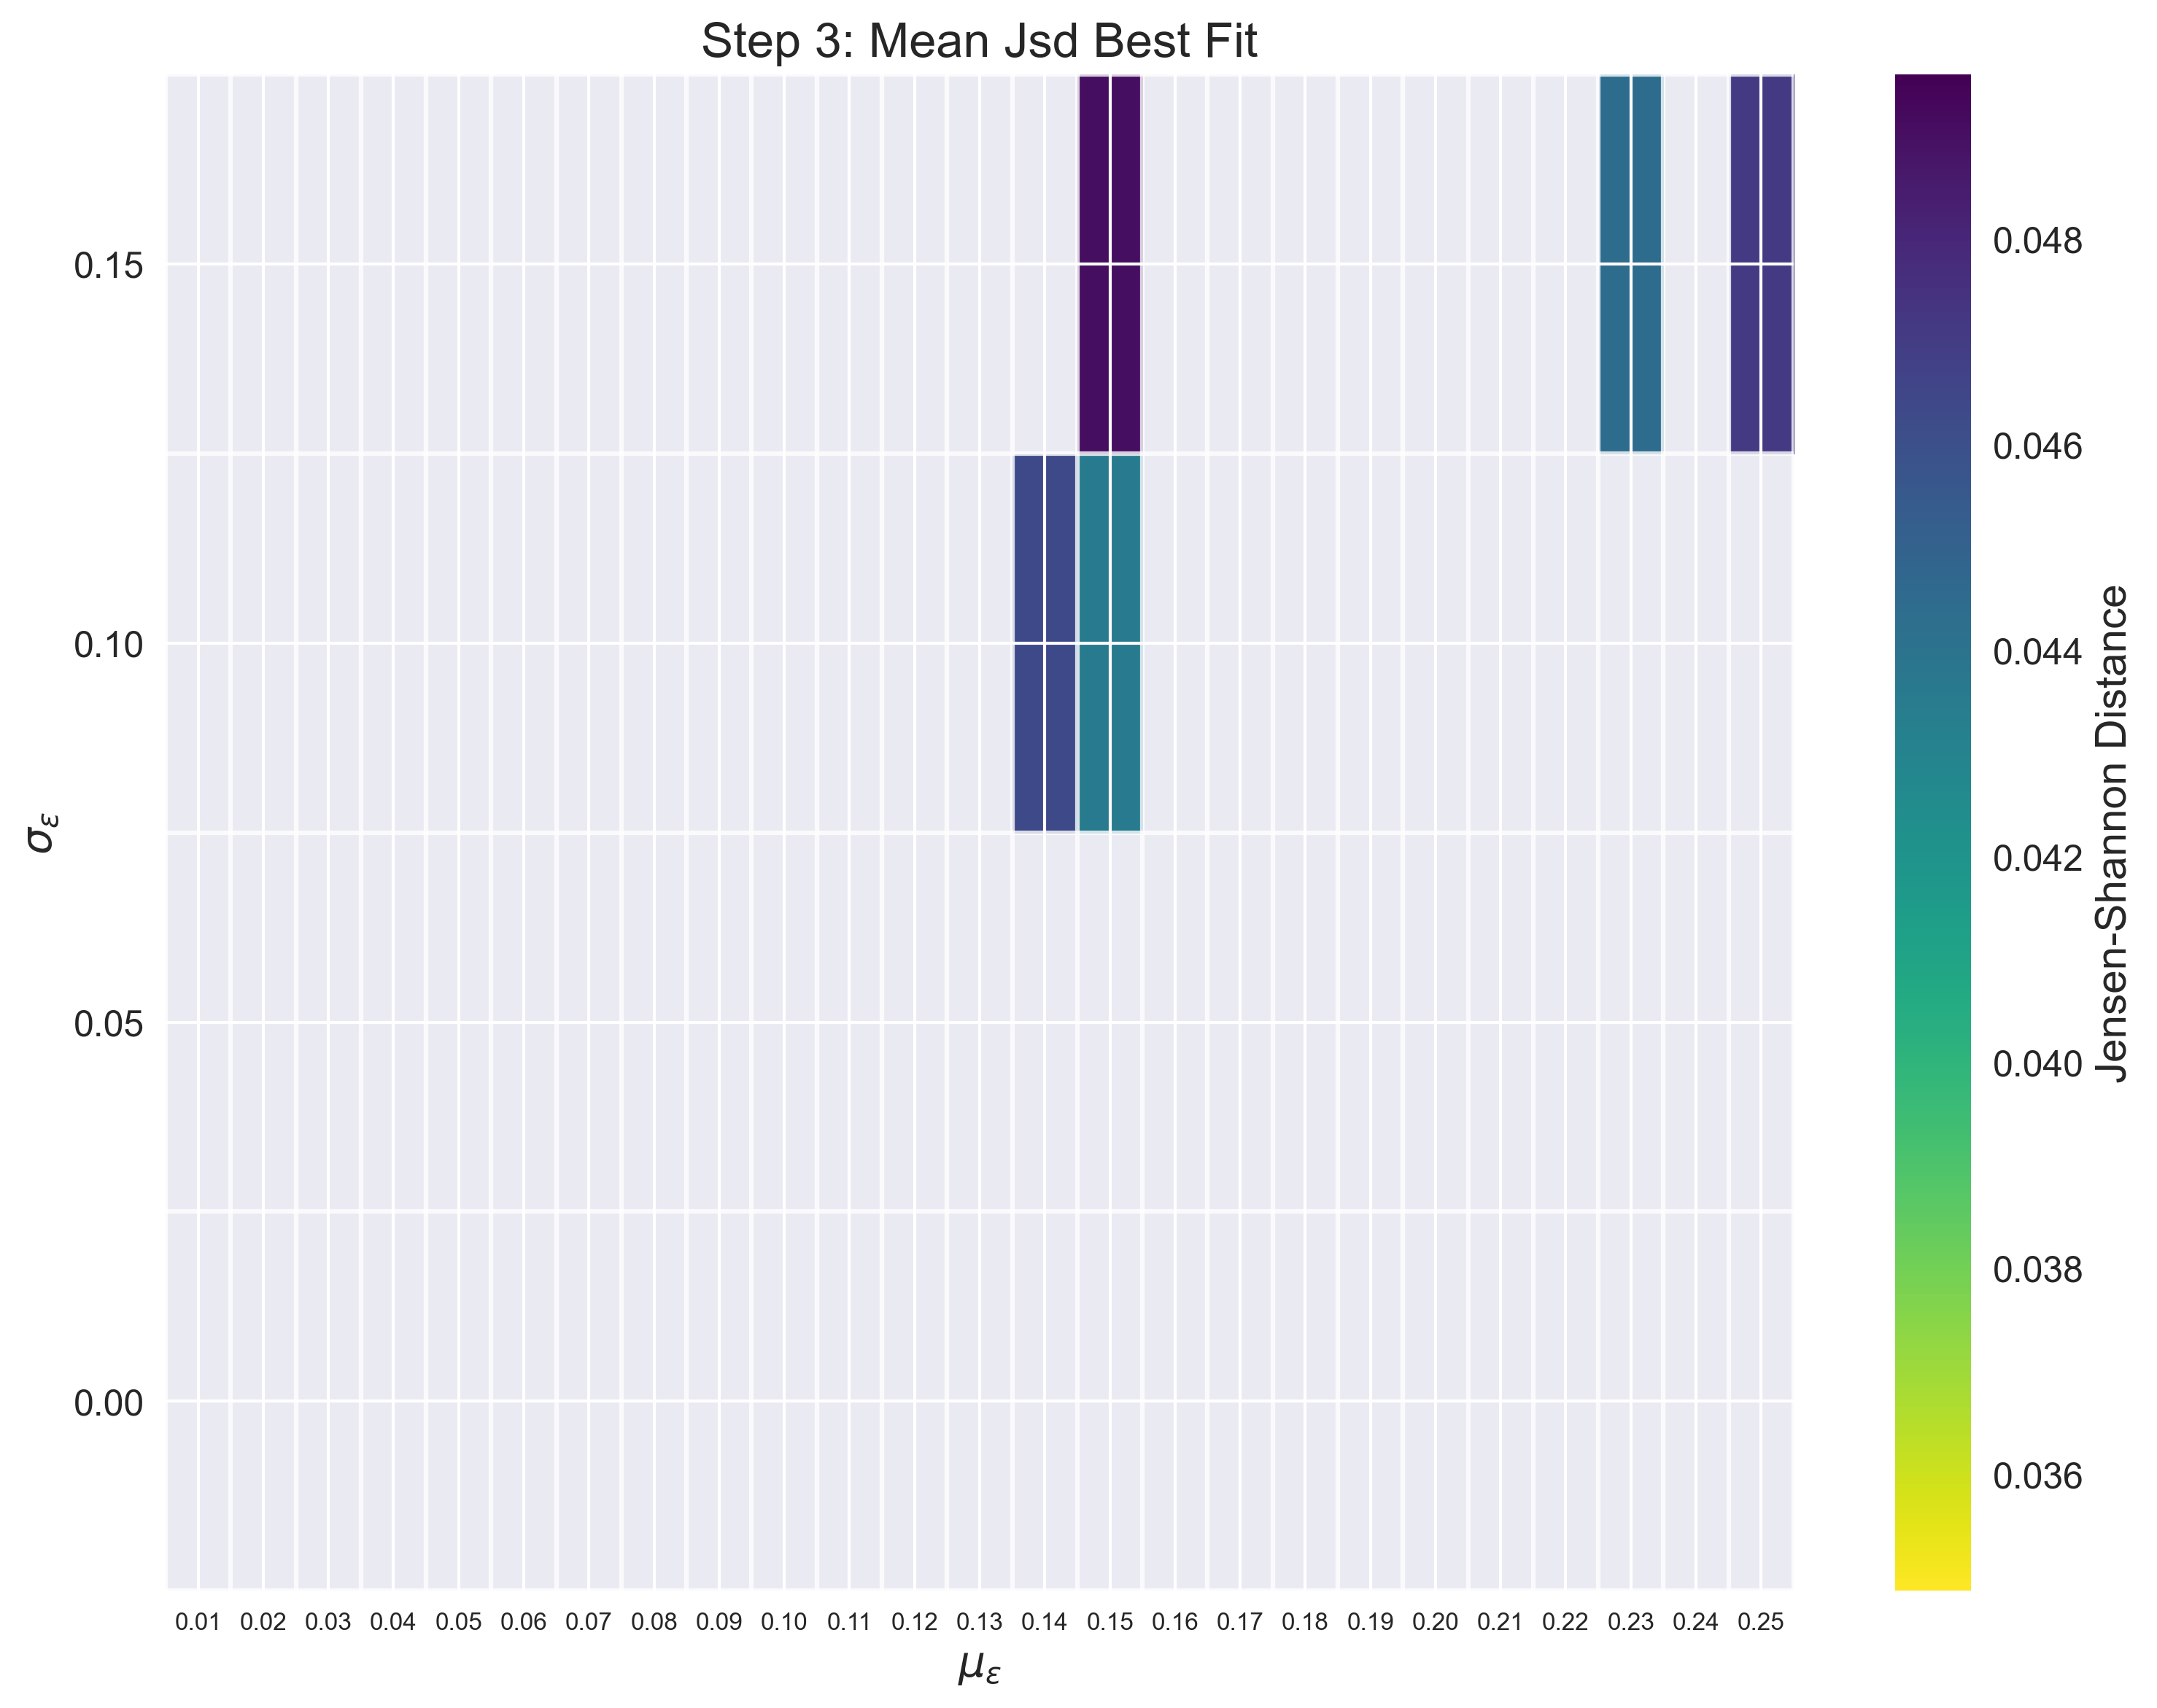 Step 3: Mean Jsd Best Fit
0.15
0.10
0.05
0.00
σε
0.01 0.02 0.03 0.04 0.05 0.06 0.07 0.08 0.09 0.10 0.11 0.12 0.13 0.14 0.15 0.16 0.17 0.18 0.19 0.20 0.21 0.22 0.23 0.24 0.25
με
0.048
0.046
0.044
0.042
0.040
0.038
0.036
Jensen-Shannon Distance